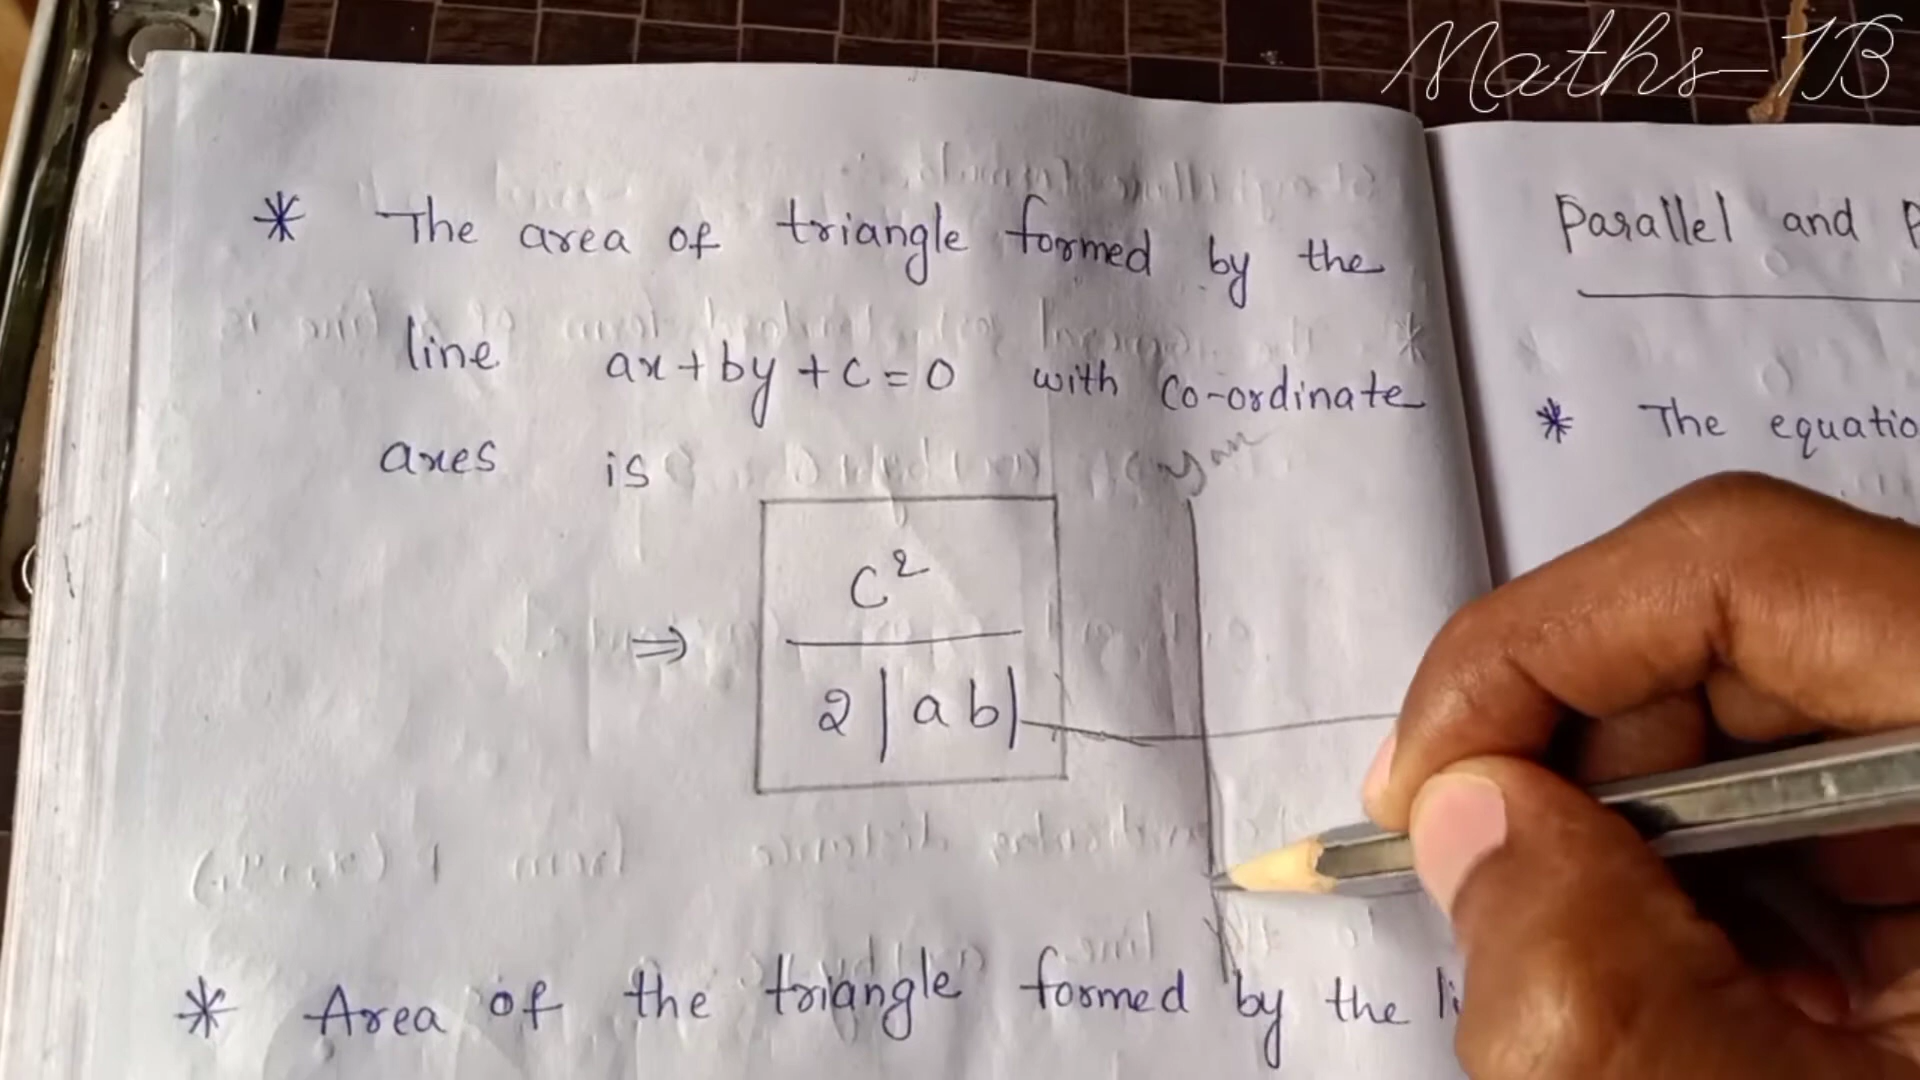 Maths-1B
* The area of triangle formed by the
line ax+by+c=0 with co-ordinate
axes is
⇒ c²
2|ab|
* Area of the triangle formed by the
Parallel and
* The